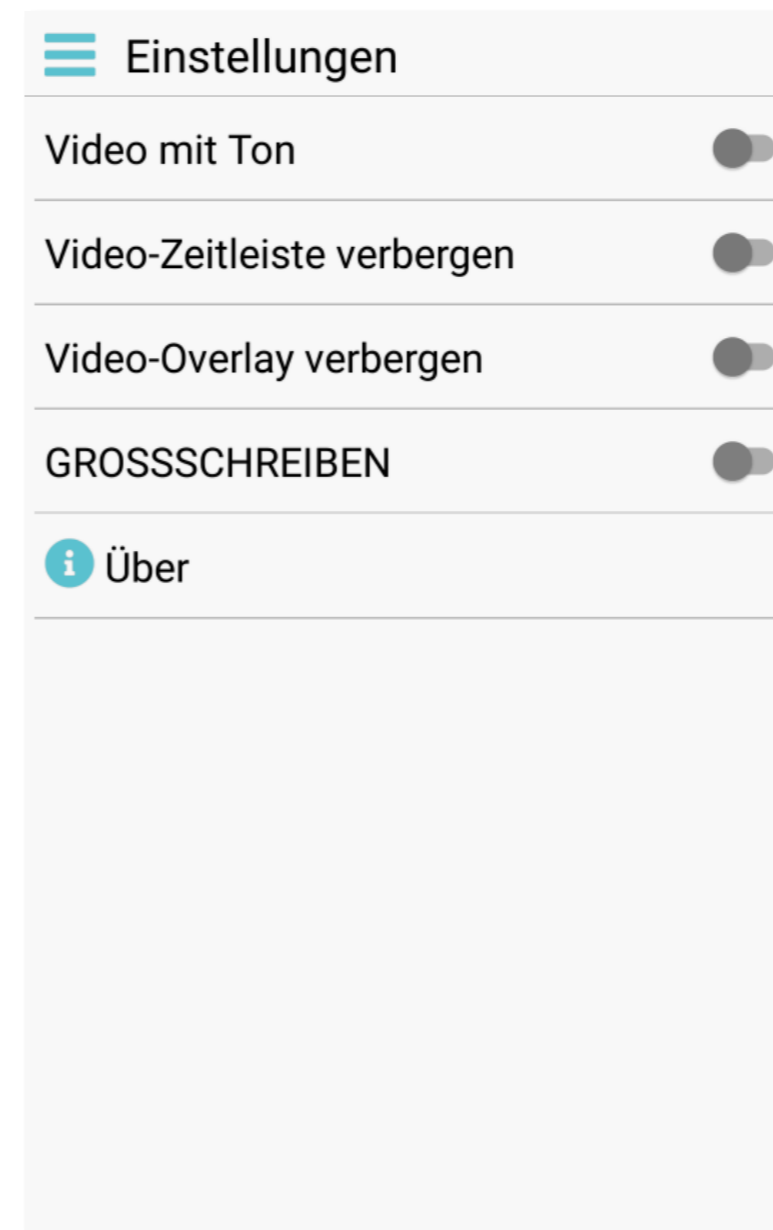 Einstellungen
Video mit Ton
Video-Zeitleiste verbergen
Video-Overlay verbergen
GROSSSCHREIBEN
Über